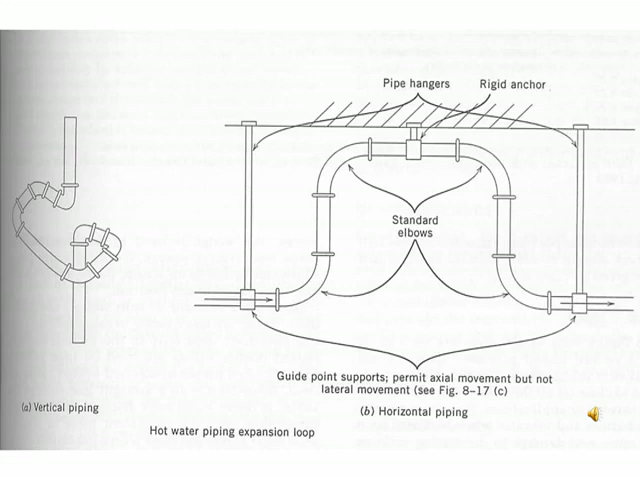 Pipe hangers
Rigid anchor
Standard
elbows
Guide point supports; permit axial movement but not
lateral movement (see Fig. 8–17 (c)
(a) Vertical piping
(b) Horizontal piping
Hot water piping expansion loop